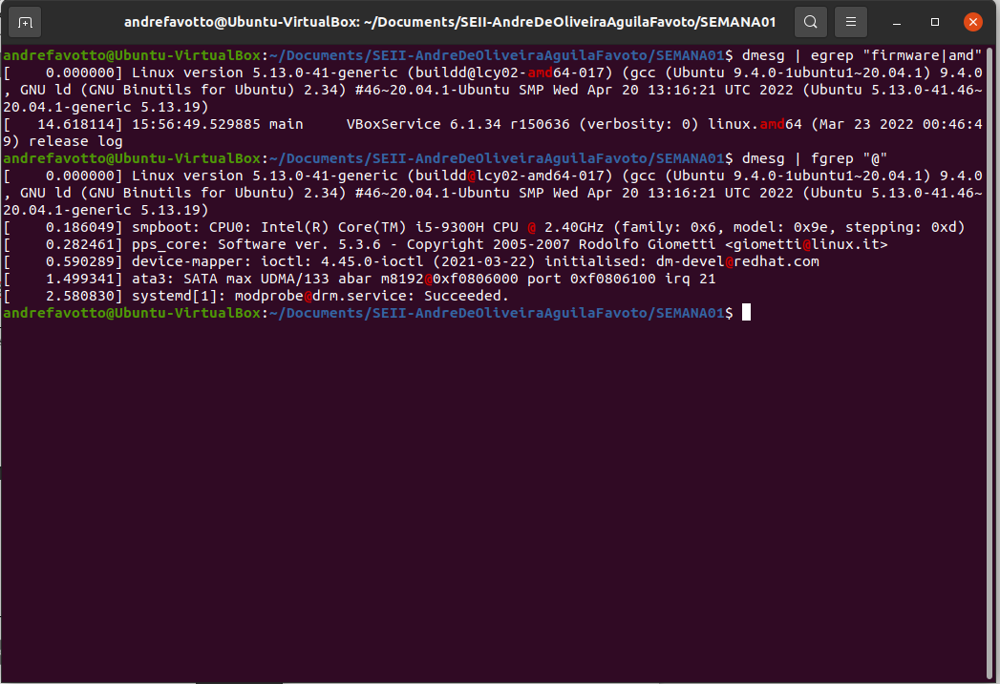 andrefavotto@Ubuntu-VirtualBox: ~/Documents/SEII-AndreDeOliveiraAguilaFavoto/SEMANA01
andrefavotto@Ubuntu-VirtualBox:~/Documents/SEII-AndreDeOliveiraAguilaFavoto/SEMANA01$ dmesg | egrep "firmware|amd"
[    0.000000] Linux version 5.13.0-41-generic (buildd@lcy02-amd64-017) (gcc (Ubuntu 9.4.0-1ubuntu1~20.04.1) 9.4.0
, GNU ld (GNU Binutils for Ubuntu) 2.34) #46~20.04.1-Ubuntu SMP Wed Apr 20 13:16:21 UTC 2022 (Ubuntu 5.13.0-41.46~
20.04.1-generic 5.13.19)
[   14.618114] 15:56:49.529885 main     VBoxService 6.1.34 r150636 (verbosity: 0) linux.amd64 (Mar 23 2022 00:46:4
9) release log
andrefavotto@Ubuntu-VirtualBox:~/Documents/SEII-AndreDeOliveiraAguilaFavoto/SEMANA01$ dmesg | fgrep "@"
[    0.000000] Linux version 5.13.0-41-generic (buildd@lcy02-amd64-017) (gcc (Ubuntu 9.4.0-1ubuntu1~20.04.1) 9.4.0
, GNU ld (GNU Binutils for Ubuntu) 2.34) #46~20.04.1-Ubuntu SMP Wed Apr 20 13:16:21 UTC 2022 (Ubuntu 5.13.0-41.46~
20.04.1-generic 5.13.19)
[    0.186049] smpboot: CPU0: Intel(R) Core(TM) i5-9300H CPU @ 2.40GHz (family: 0x6, model: 0x9e, stepping: 0xd)
[    0.282461] pps_core: Software ver. 5.3.6 - Copyright 2005-2007 Rodolfo Giometti <giometti@linux.it>
[    0.590289] device-mapper: ioctl: 4.45.0-ioctl (2021-03-22) initialised: dm-devel@redhat.com
[    1.499341] ata3: SATA max UDMA/133 abar m8192@0xf0806000 port 0xf0806100 irq 21
[    2.580830] systemd[1]: modprobe@drm.service: Succeeded.
andrefavotto@Ubuntu-VirtualBox:~/Documents/SEII-AndreDeOliveiraAguilaFavoto/SEMANA01$